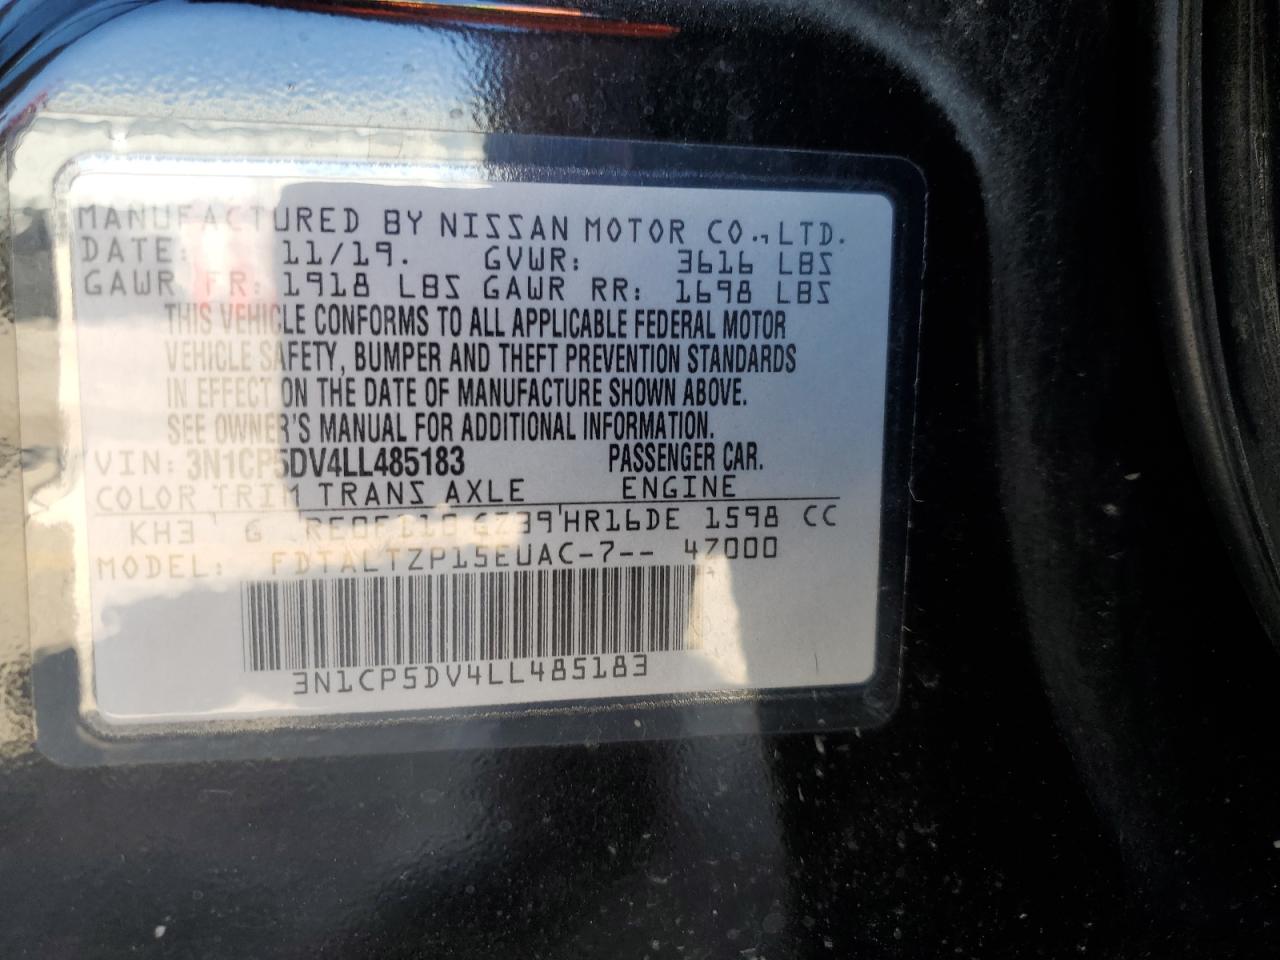 MANUFACTURED BY NISSAN MOTOR CO., LTD.
DATE: 11/19. GVWR: 3616 LBS
GAWR FR: 1918 LBS GAWR RR: 1698 LBS
THIS VEHICLE CONFORMS TO ALL APPLICABLE FEDERAL MOTOR
VEHICLE SAFETY, BUMPER AND THEFT PREVENTION STANDARDS
IN EFFECT ON THE DATE OF MANUFACTURE SHOWN ABOVE.
SEE OWNER'S MANUAL FOR ADDITIONAL INFORMATION.
VIN: 3N1CP5DV4LL485183 PASSENGER CAR.
COLOR TRIM TRANS AXLE ENGINE
KH3 G HR16DE 1598 CC
MODEL: FDTALTZP15EUAC-7-- 47000
3N1CP5DV4LL485183